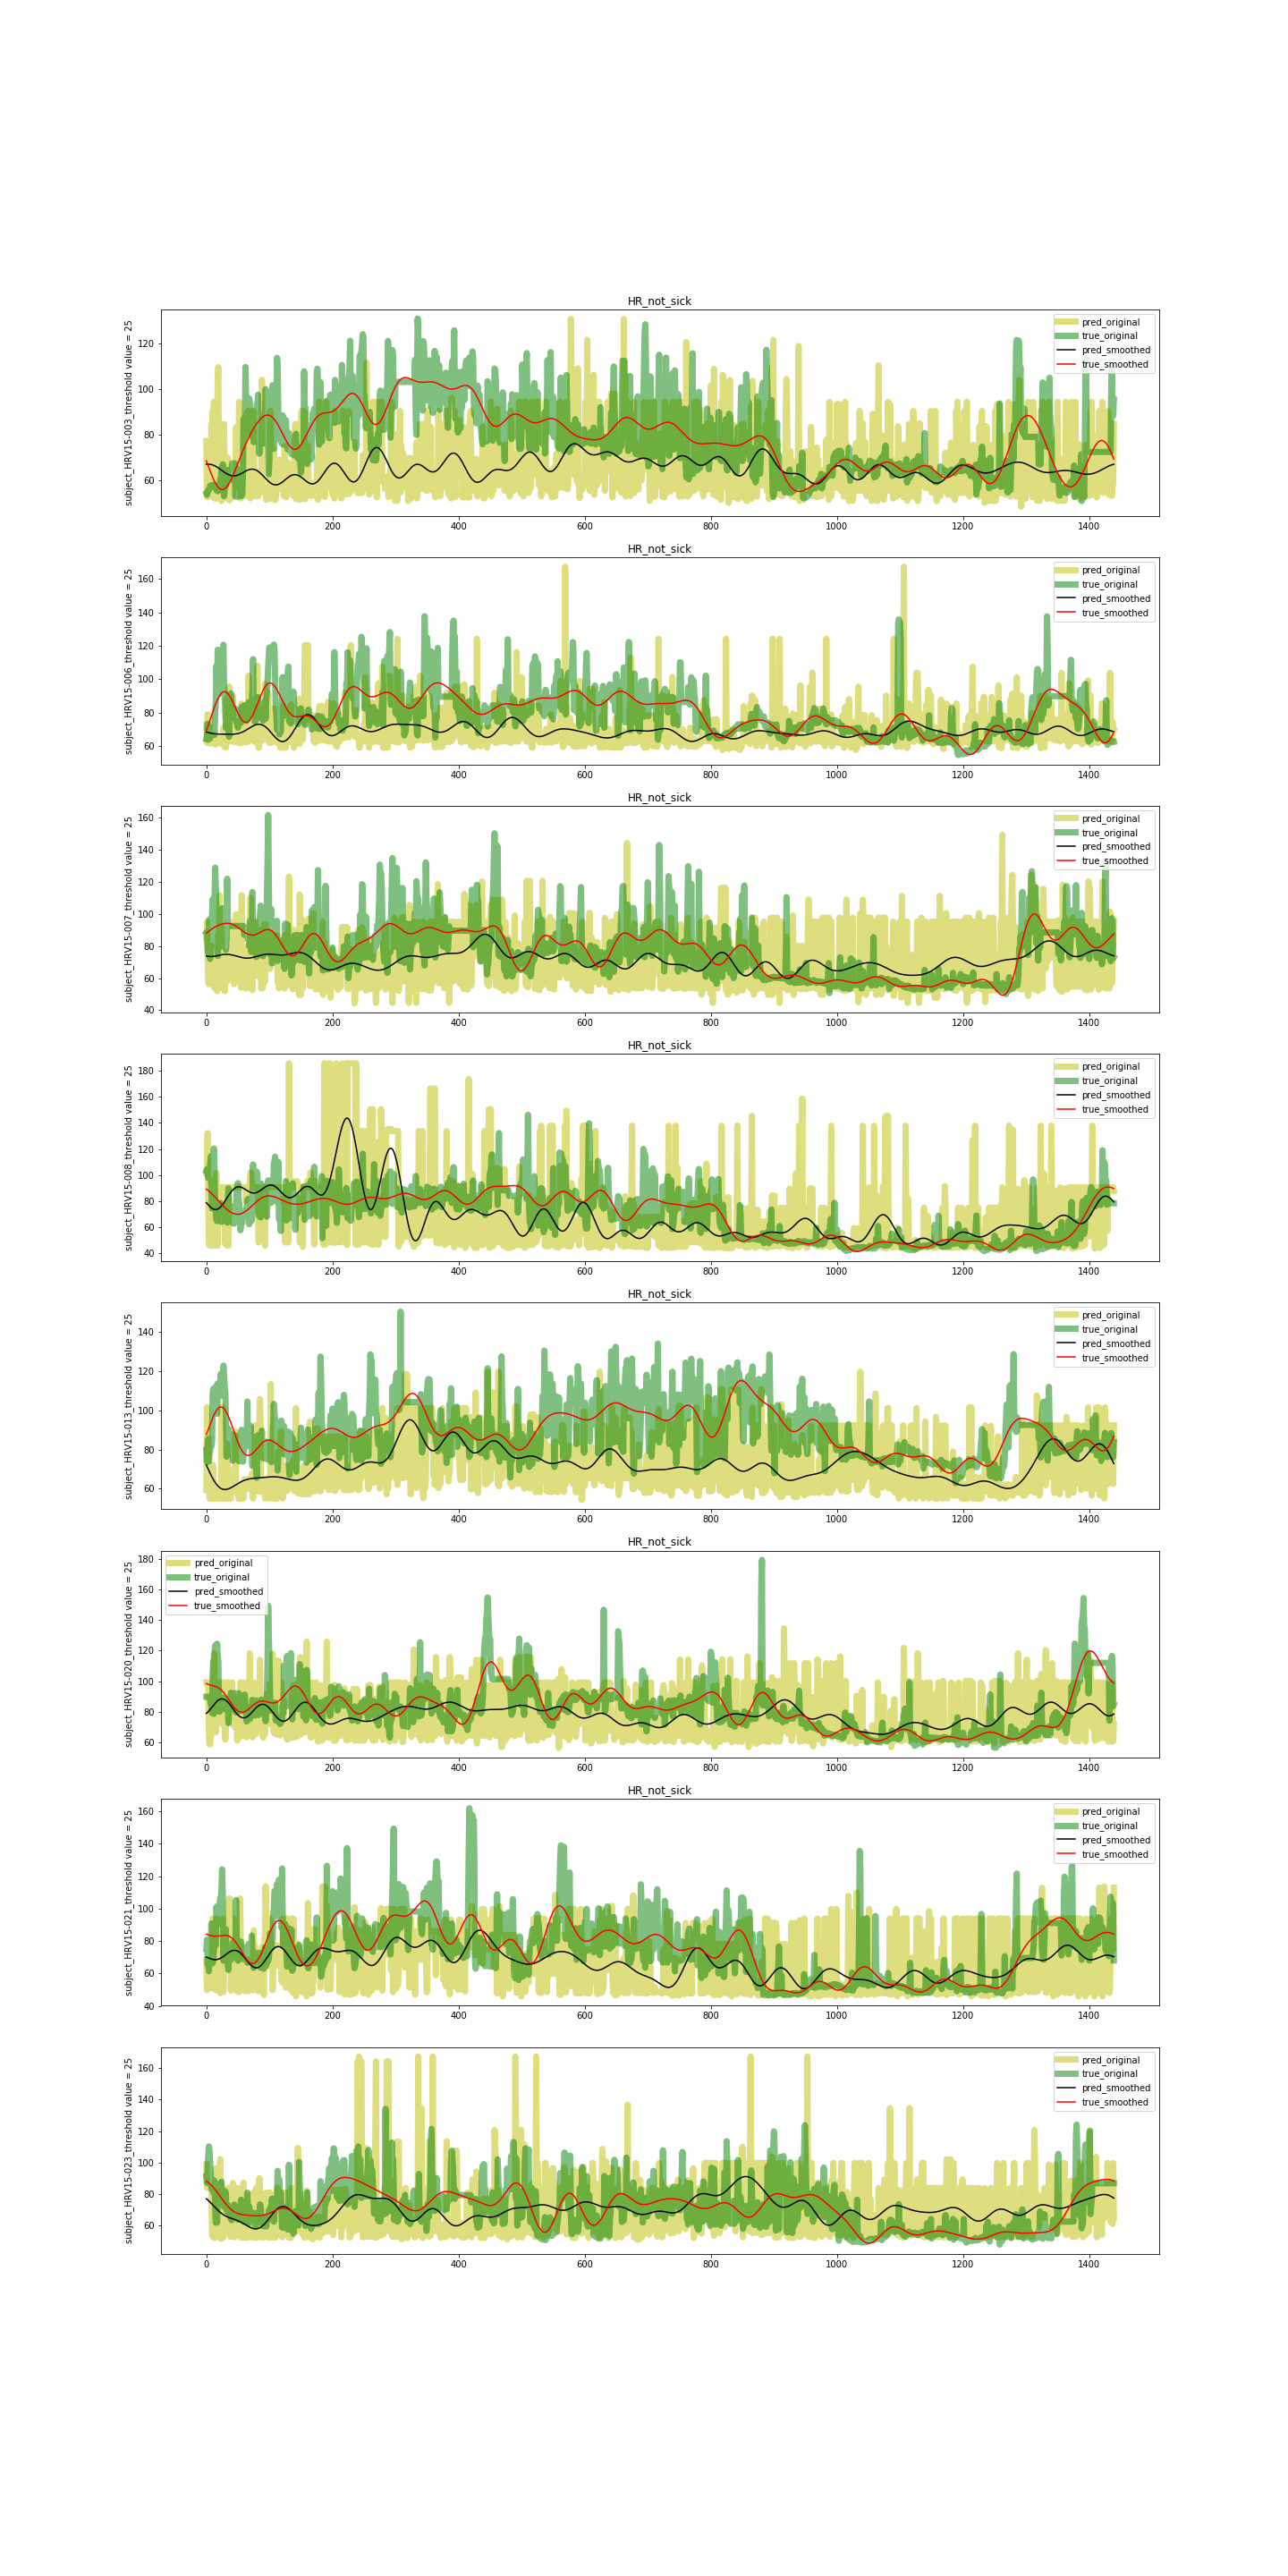 HR_not_sick
subject_HRV15-003_threshold value = 25
120
100
80
60
pred_original
true_original
pred_smoothed
true_smoothed
0 200 400 600 800 1000 1200 1400
HR_not_sick
subject_HRV15-006_threshold value = 25
160
140
120
100
80
60
pred_original
true_original
pred_smoothed
true_smoothed
0 200 400 600 800 1000 1200 1400
HR_not_sick
subject_HRV15-007_threshold value = 25
160
140
120
100
80
60
40
pred_original
true_original
pred_smoothed
true_smoothed
0 200 400 600 800 1000 1200 1400
HR_not_sick
subject_HRV15-008_threshold value = 25
180
160
140
120
100
80
60
40
pred_original
true_original
pred_smoothed
true_smoothed
0 200 400 600 800 1000 1200 1400
HR_not_sick
subject_HRV15-013_threshold value = 25
140
120
100
80
60
pred_original
true_original
pred_smoothed
true_smoothed
0 200 400 600 800 1000 1200 1400
HR_not_sick
subject_HRV15-020_threshold value = 25
180
160
140
120
100
80
60
pred_original
true_original
pred_smoothed
true_smoothed
0 200 400 600 800 1000 1200 1400
HR_not_sick
subject_HRV15-021_threshold value = 25
160
140
120
100
80
60
40
pred_original
true_original
pred_smoothed
true_smoothed
0 200 400 600 800 1000 1200 1400
subject_HRV15-023_threshold value = 25
160
140
120
100
80
60
pred_original
true_original
pred_smoothed
true_smoothed
0 200 400 600 800 1000 1200 1400